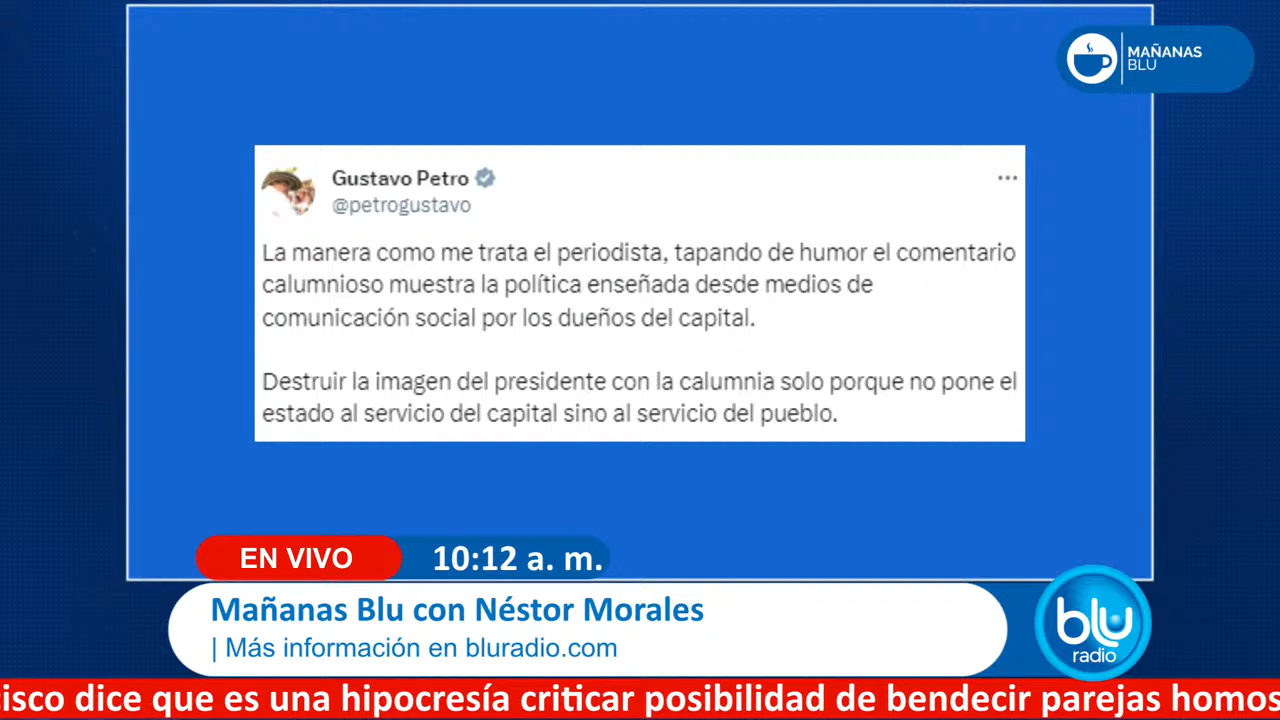 MAÑANAS
BLU
Gustavo Petro
@petrogustavo
La manera como me trata el periodista, tapando de humor el comentario
calumnioso muestra la política enseñada desde medios de
comunicación social por los dueños del capital.
Destruir la imagen del presidente con la calumnia solo porque no pone el
estado al servicio del capital sino al servicio del pueblo.
EN VIVO
10:12 a. m.
Mañanas Blu con Néstor Morales
| Más información en bluradio.com
blu
radio
isco dice que es una hipocresía criticar posibilidad de bendecir parejas homos